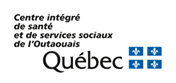 Centre intégré
de santé
et de services sociaux
de l'Outaouais
Québec